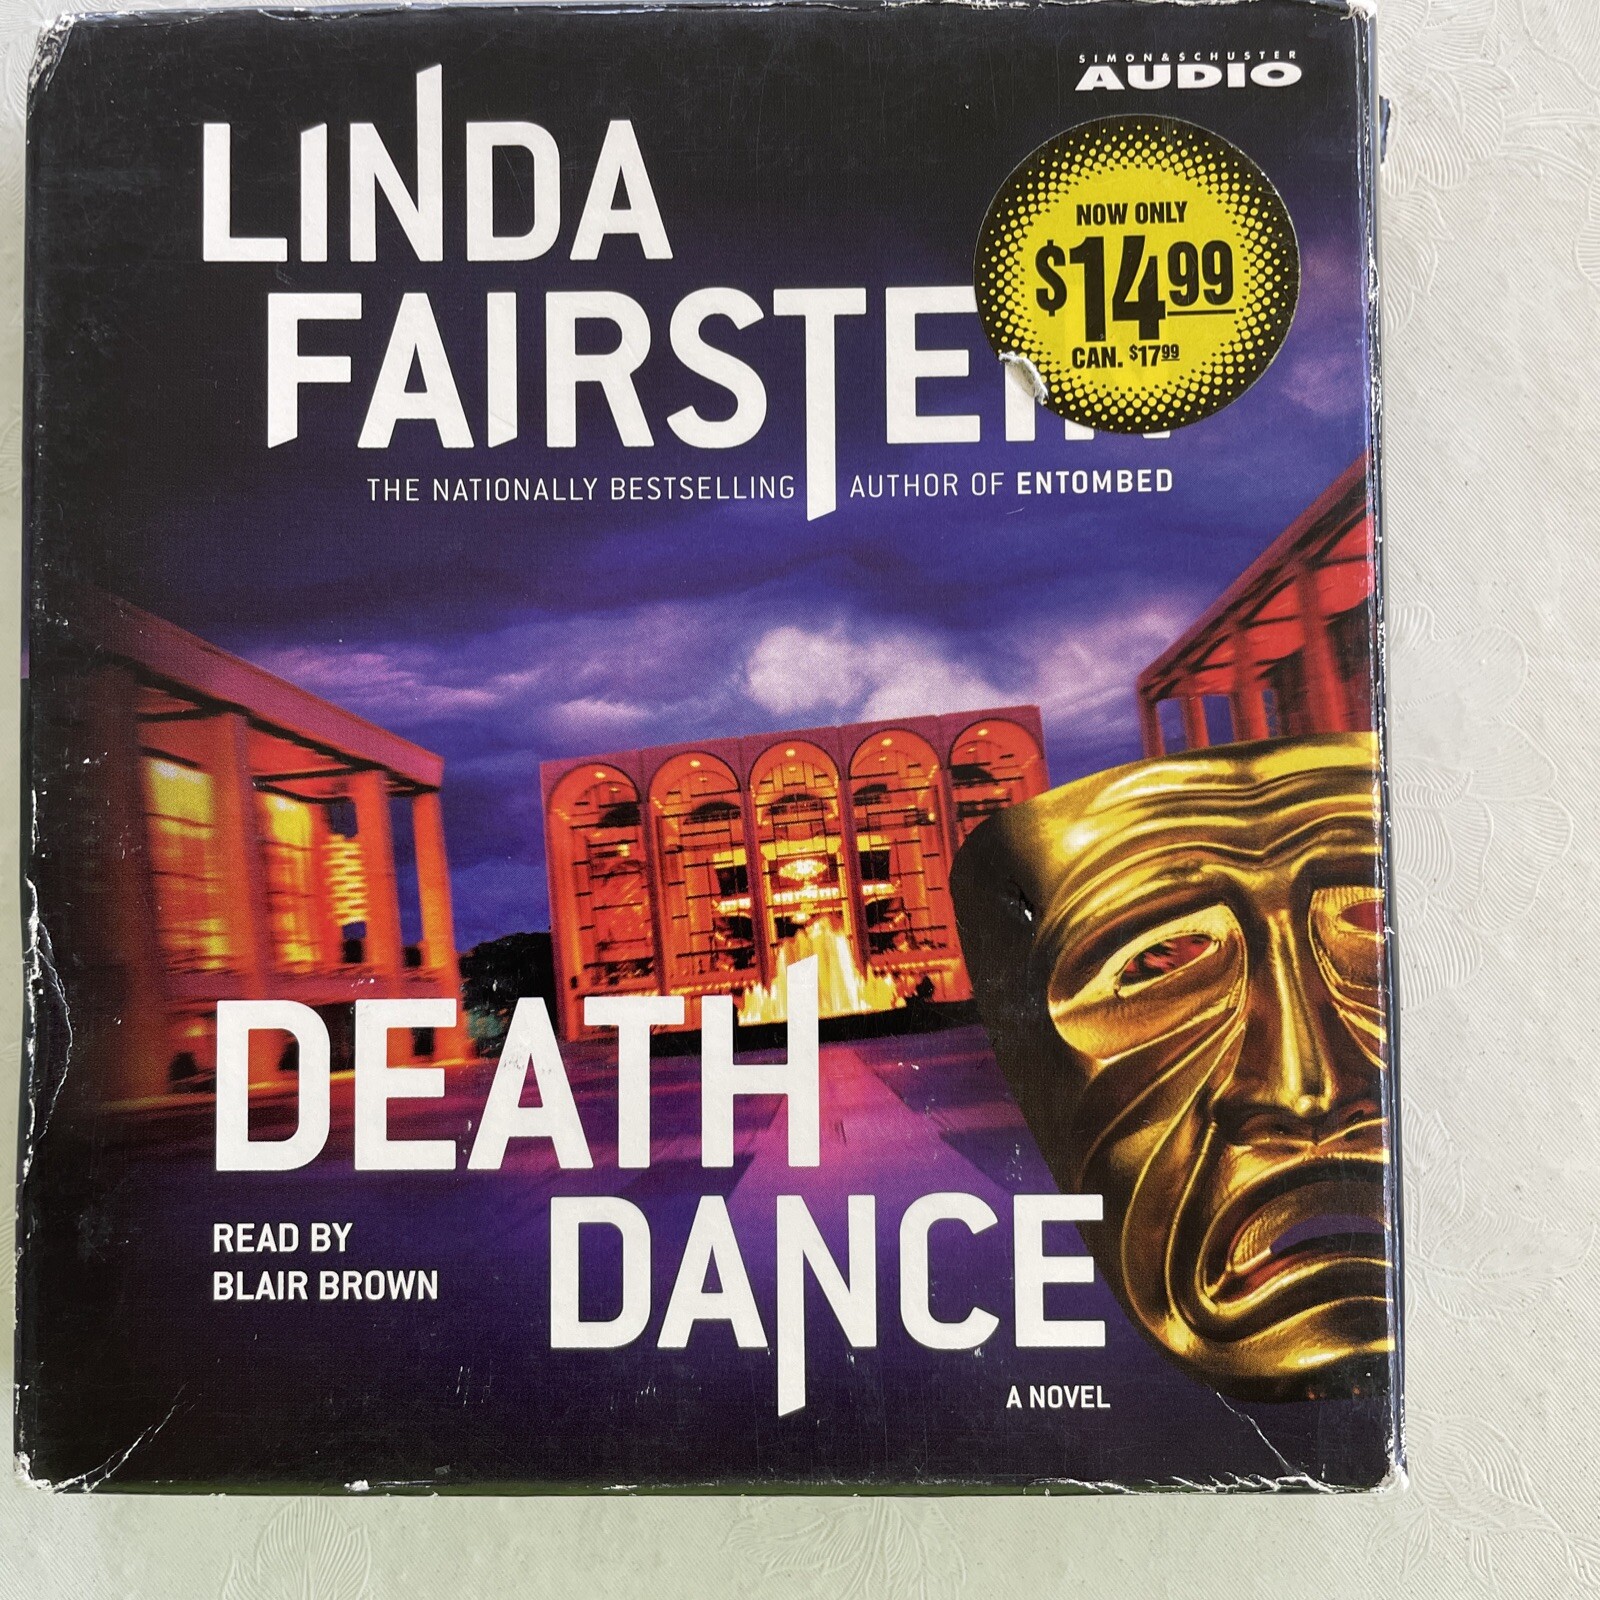 SIMON & SCHUSTER
AUDIO
LINDA
FAIRSTEIN
NOW ONLY
$14.99
CAN. $17.99
THE NATIONALLY BESTSELLING AUTHOR OF ENTOMBED
DEATH
DANCE
READ BY
BLAIR BROWN
A NOVEL